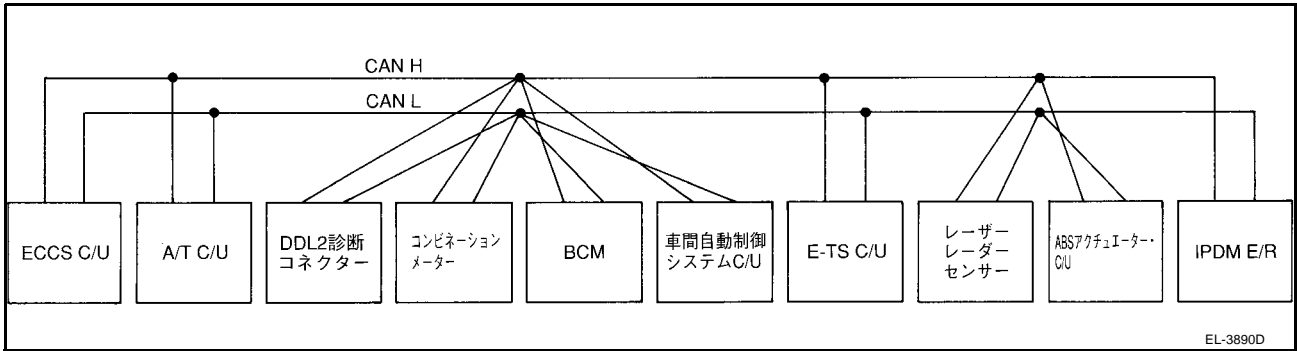 CAN H
CAN L
ECCS C/U
A/T C/U
DDL2診断
コネクター
コンビネーション
メーター
BCM
車間自動制御
システムC/U
E-TS C/U
レーザー
レーダー
センサー
ABSアクチュエーター・
C/U
IPDM E/R
EL-3890D